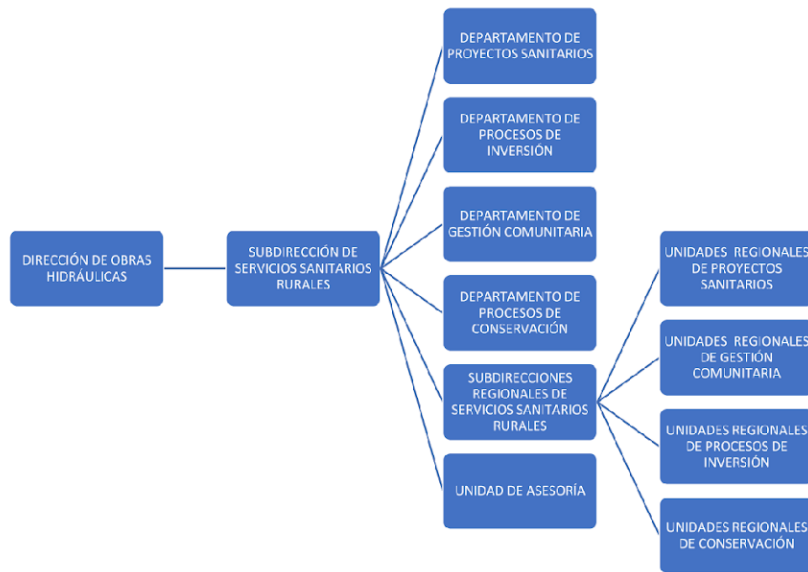 DIRECCIÓN DE OBRAS
HIDRÁULICAS
SUBDIRECCIÓN DE
SERVICIOS SANITARIOS
RURALES
DEPARTAMENTO DE
PROYECTOS SANITARIOS
DEPARTAMENTO DE
PROCESOS DE
INVERSIÓN
DEPARTAMENTO DE
GESTIÓN COMUNITARIA
DEPARTAMENTO DE
PROCESOS DE
CONSERVACIÓN
SUBDIRECCIONES
REGIONALES DE
SERVICIOS SANITARIOS
RURALES
UNIDAD DE ASESORÍA
UNIDADES REGIONALES
DE PROYECTOS
SANITARIOS
UNIDADES REGIONALES
DE GESTIÓN
COMUNITARIA
UNIDADES REGIONALES
DE PROCESOS DE
INVERSIÓN
UNIDADES REGIONALES
DE CONSERVACIÓN